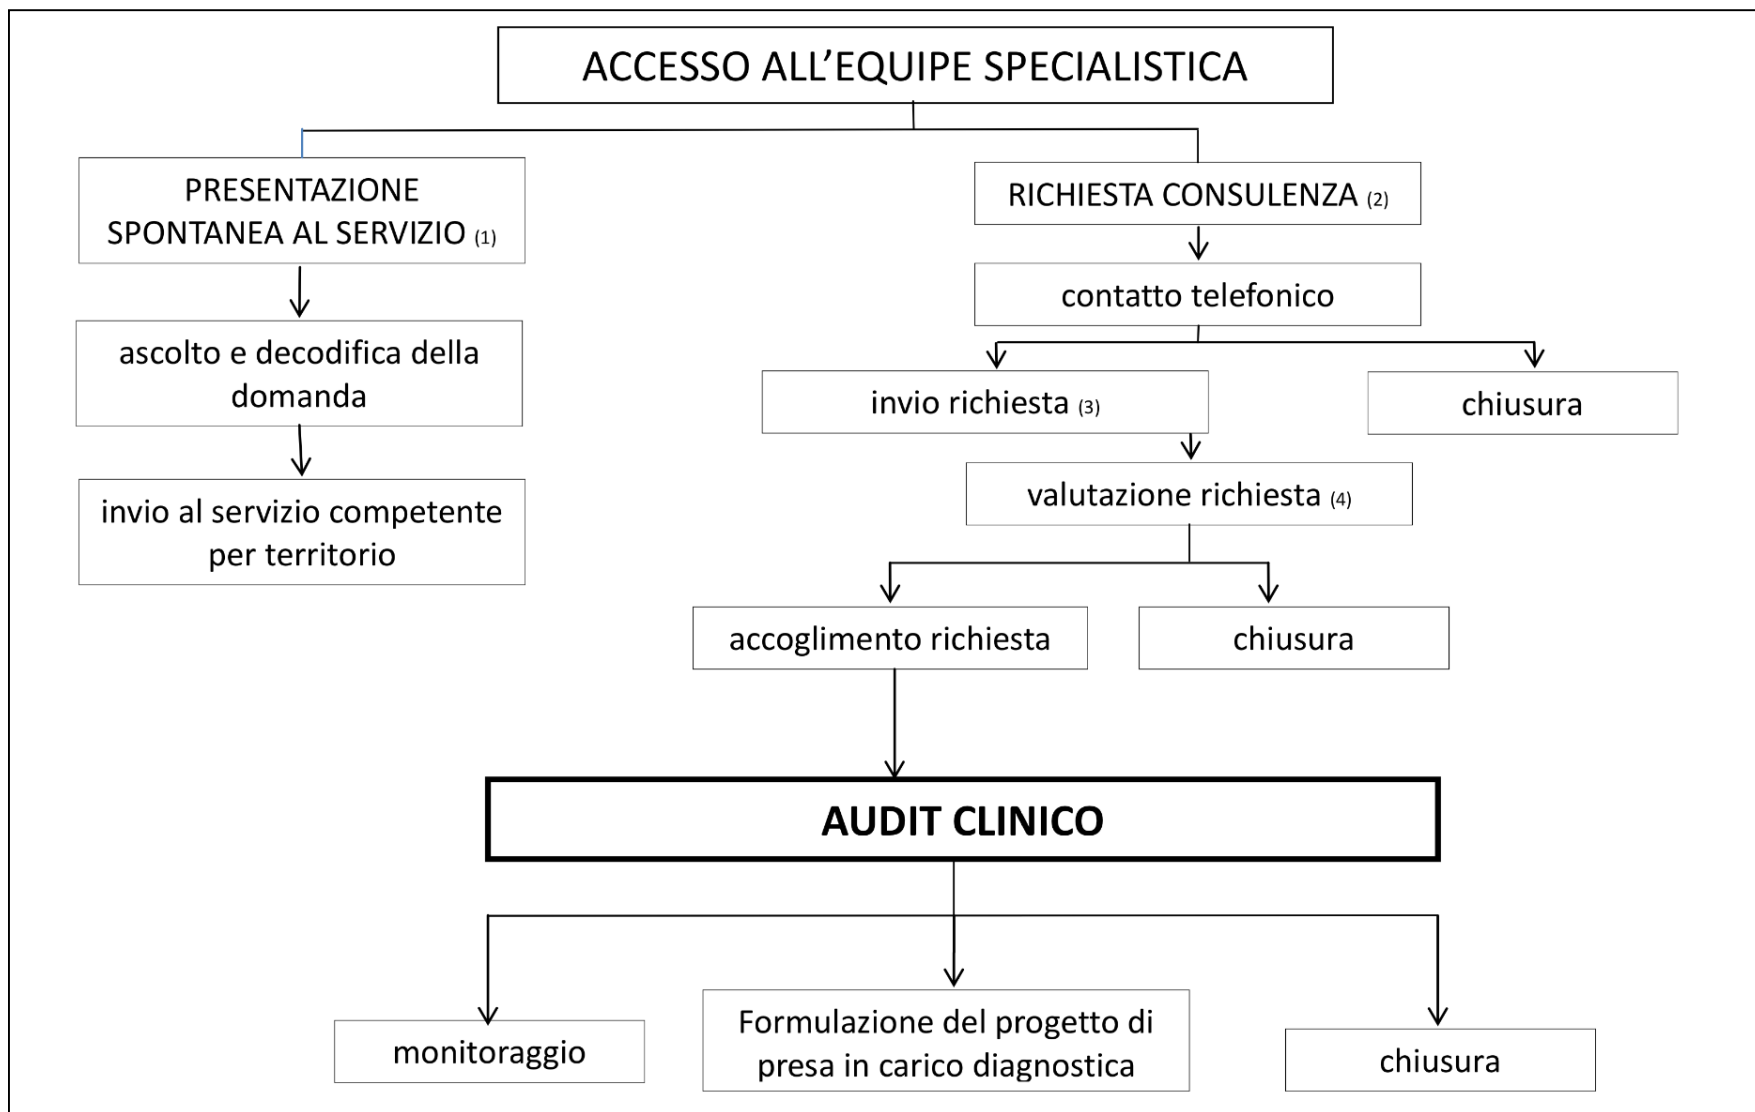 ACCESSO ALL’EQUIPE SPECIALISTICA
PRESENTAZIONE
SPONTANEA AL SERVIZIO (1)
RICHIESTA CONSULENZA (2)
contatto telefonico
ascolto e decodifica della
domanda
invio richiesta (3)
chiusura
valutazione richiesta (4)
invio al servizio competente
per territorio
accoglimento richiesta
chiusura
AUDIT CLINICO
monitoraggio
Formulazione del progetto di
presa in carico diagnostica
chiusura